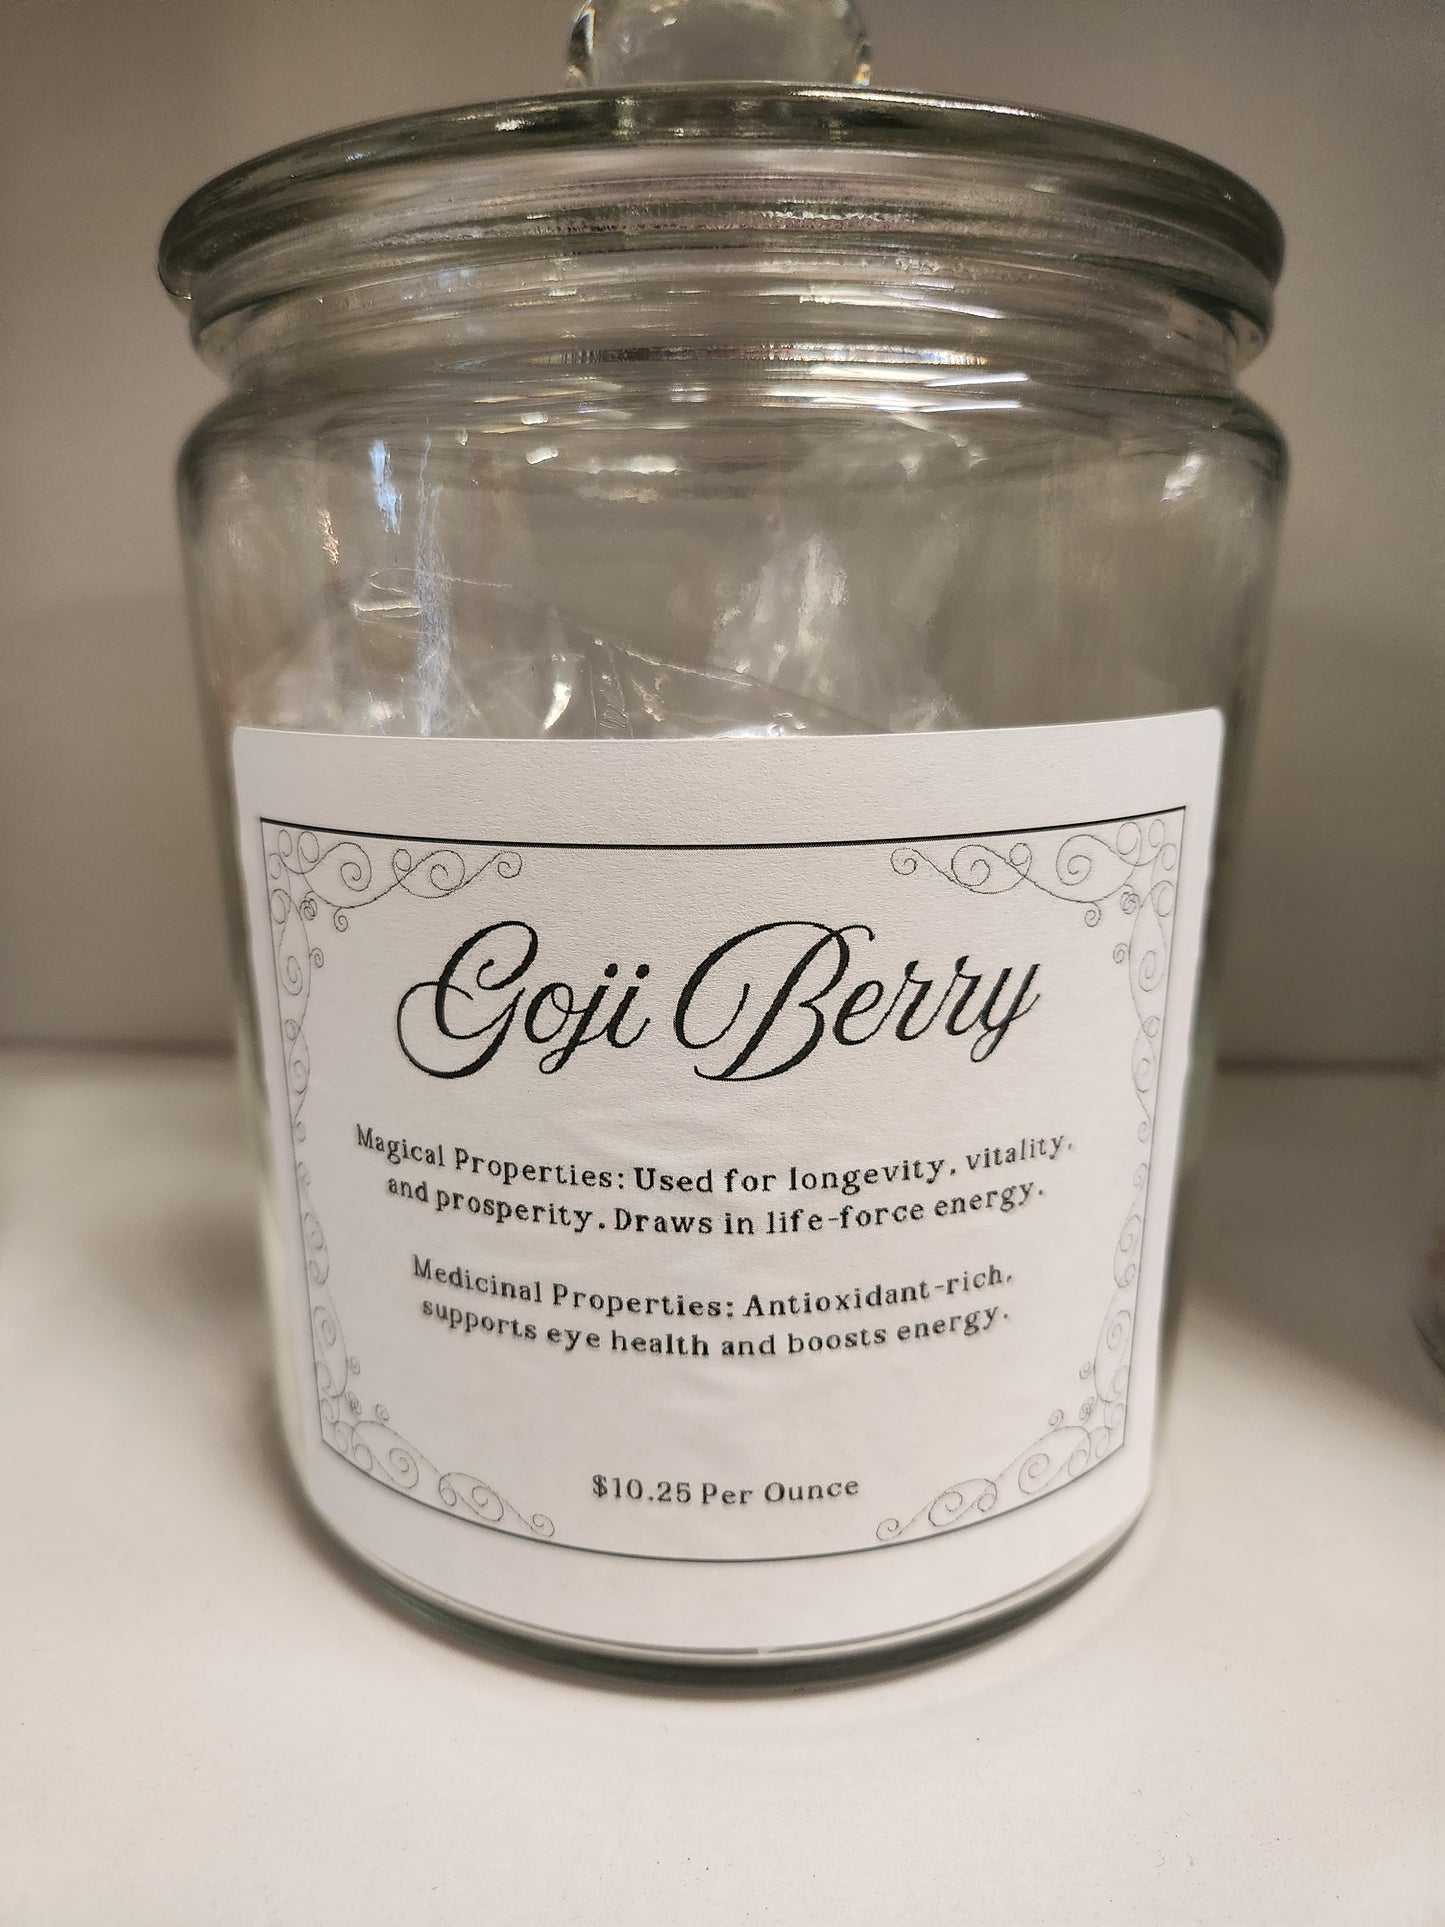 Goji Berry
Magical Properties: Used for longevity, vitality,
and prosperity. Draws in life-force energy.
Medicinal Properties: Antioxidant-rich,
supports eye health and boosts energy.
$10.25 Per Ounce